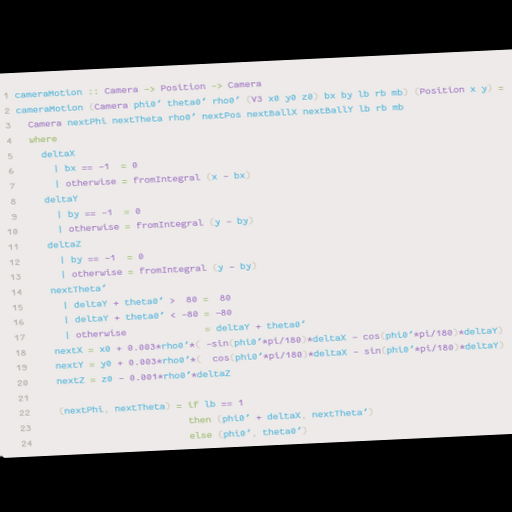 1 cameraMotion :: Camera -> Position -> Camera
2 cameraMotion (Camera phi0' theta0' rho0' (V3 x0 y0 z0) bx by lb rb mb) (Position x y) =
3   Camera nextPhi nextTheta rho0' nextPos nextBallX nextBallY lb rb mb
4   where
5     deltaX
6       | bx == -1  = 0
7       | otherwise = fromIntegral (x - bx)
8     deltaY
9       | by == -1  = 0
10       | otherwise = fromIntegral (y - by)
11     deltaZ
12       | by == -1  = 0
13       | otherwise = fromIntegral (y - by)
14     nextTheta'
15       | deltaY + theta0' >  80 =  80
16       | deltaY + theta0' < -80 = -80
17       | otherwise              = deltaY + theta0'
18     nextX = x0 + 0.003*rho0'*( -sin(phi0'*pi/180)*deltaX - cos(phi0'*pi/180)*deltaY)
19     nextY = y0 + 0.003*rho0'*(  cos(phi0'*pi/180)*deltaX - sin(phi0'*pi/180)*deltaY)
20     nextZ = z0 - 0.001*rho0'*deltaZ
21
22     (nextPhi, nextTheta) = if lb == 1
23                            then (phi0' + deltaX, nextTheta')
24                            else (phi0', theta0')